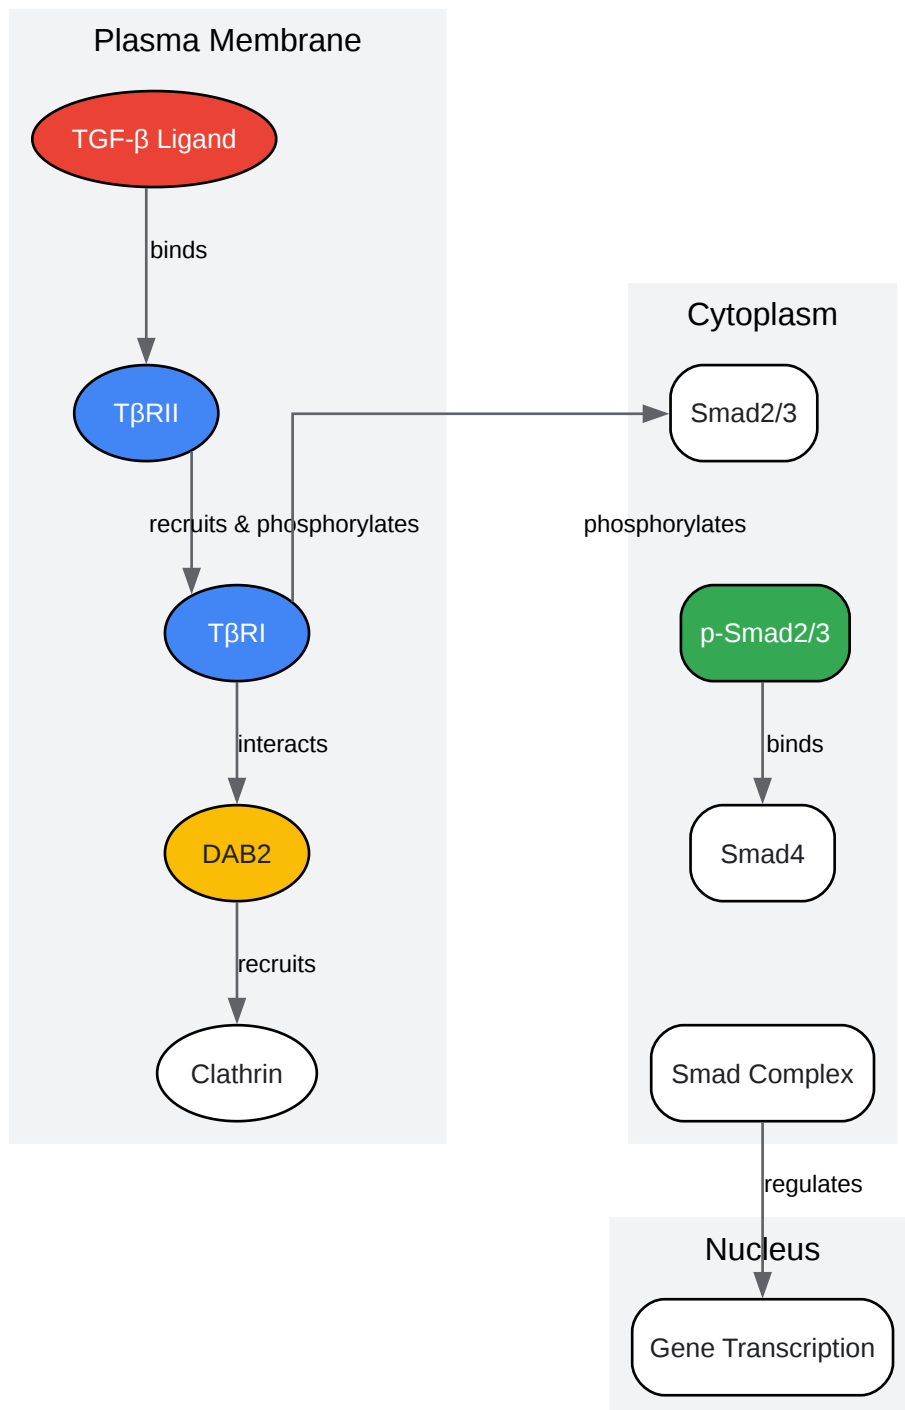 Plasma Membrane
TGF-β Ligand
binds
TβRII
recruits & phosphorylates
TβRI
interacts
DAB2
recruits
Clathrin
Cytoplasm
Smad2/3
phosphorylates
p-Smad2/3
binds
Smad4
Smad Complex
regulates
Nucleus
Gene Transcription